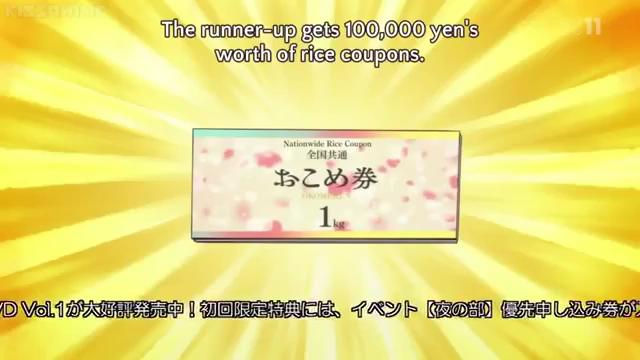 KISSANIME
The runner-up gets 100,000 yen's
11
worth of rice coupons.
Nationwide Rice Coupon
全国共通
おこめ券
1kg
VD Vol.1が大好評発売中!初回限定特典には、イベント【夜の部】優先申し込み券が